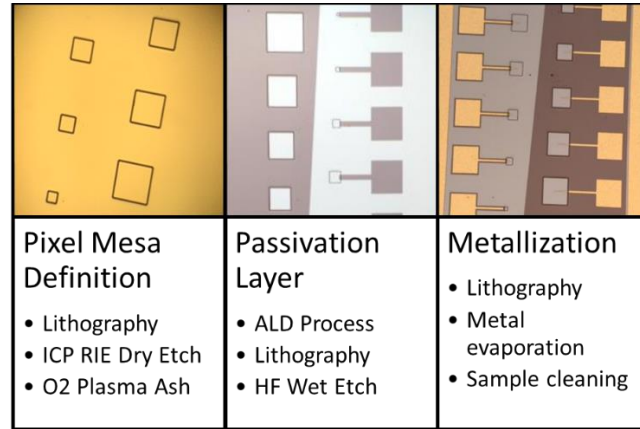 Pixel Mesa
Definition
• Lithography
• ICP RIE Dry Etch
• O2 Plasma Ash
Passivation
Layer
• ALD Process
• Lithography
• HF Wet Etch
Metallization
• Lithography
• Metal
evaporation
• Sample cleaning